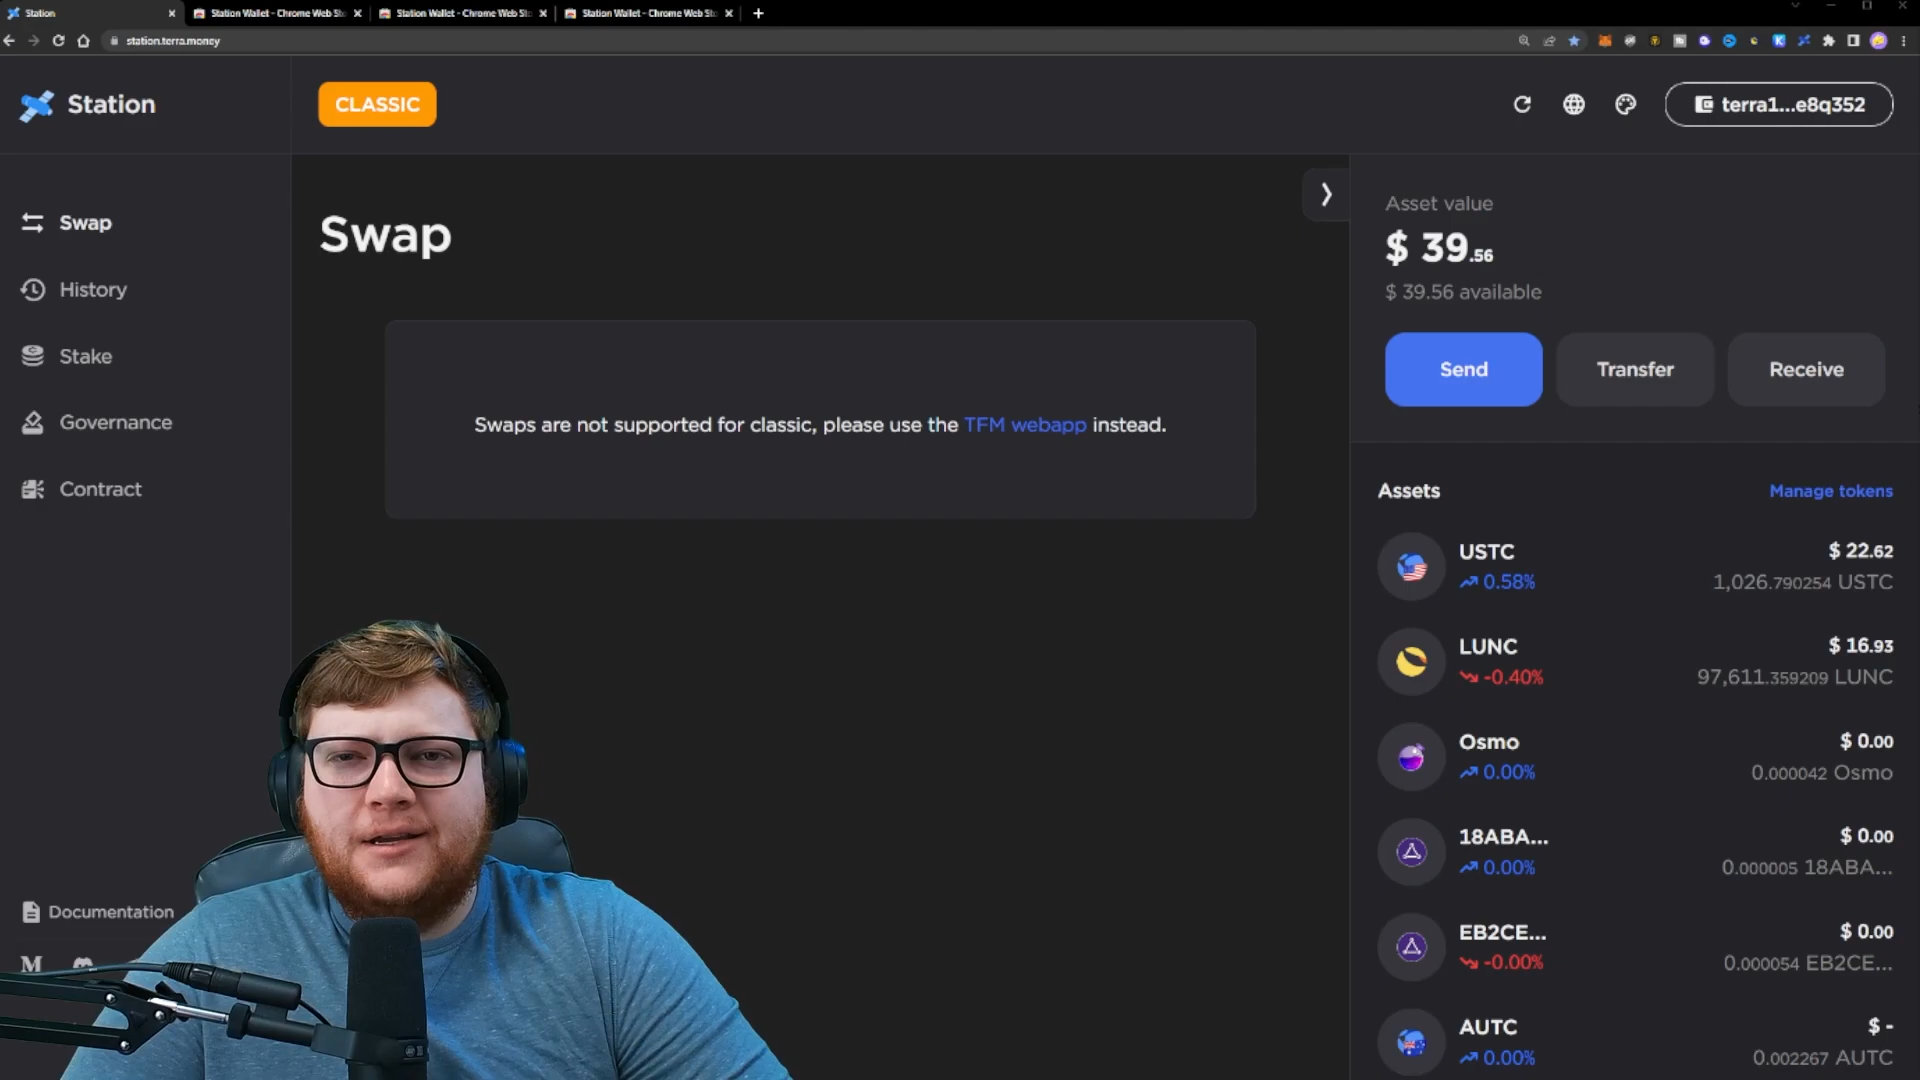 Station
Station Wallet - Chrome Web Sto
Station Wallet - Chrome Web Sto
Station Wallet - Chrome Web Sto
station.terra.money
Station
CLASSIC
terra1...e8q352
Swap
History
Stake
Governance
Contract
Documentation
M
Swap
Swaps are not supported for classic, please use the TFM webapp instead.
Asset value
$ 39.56
$ 39.56 available
Send
Transfer
Receive
Assets
Manage tokens
USTC
$ 22.62
0.58%
1,026.790254 USTC
LUNC
$ 16.93
-0.40%
97,611.359209 LUNC
Osmo
$ 0.00
0.00%
0.000042 Osmo
18ABA...
$ 0.00
0.00%
0.000005 18ABA...
EB2CE...
$ 0.00
-0.00%
0.000054 EB2CE...
AUTC
$ -
0.00%
0.002267 AUTC